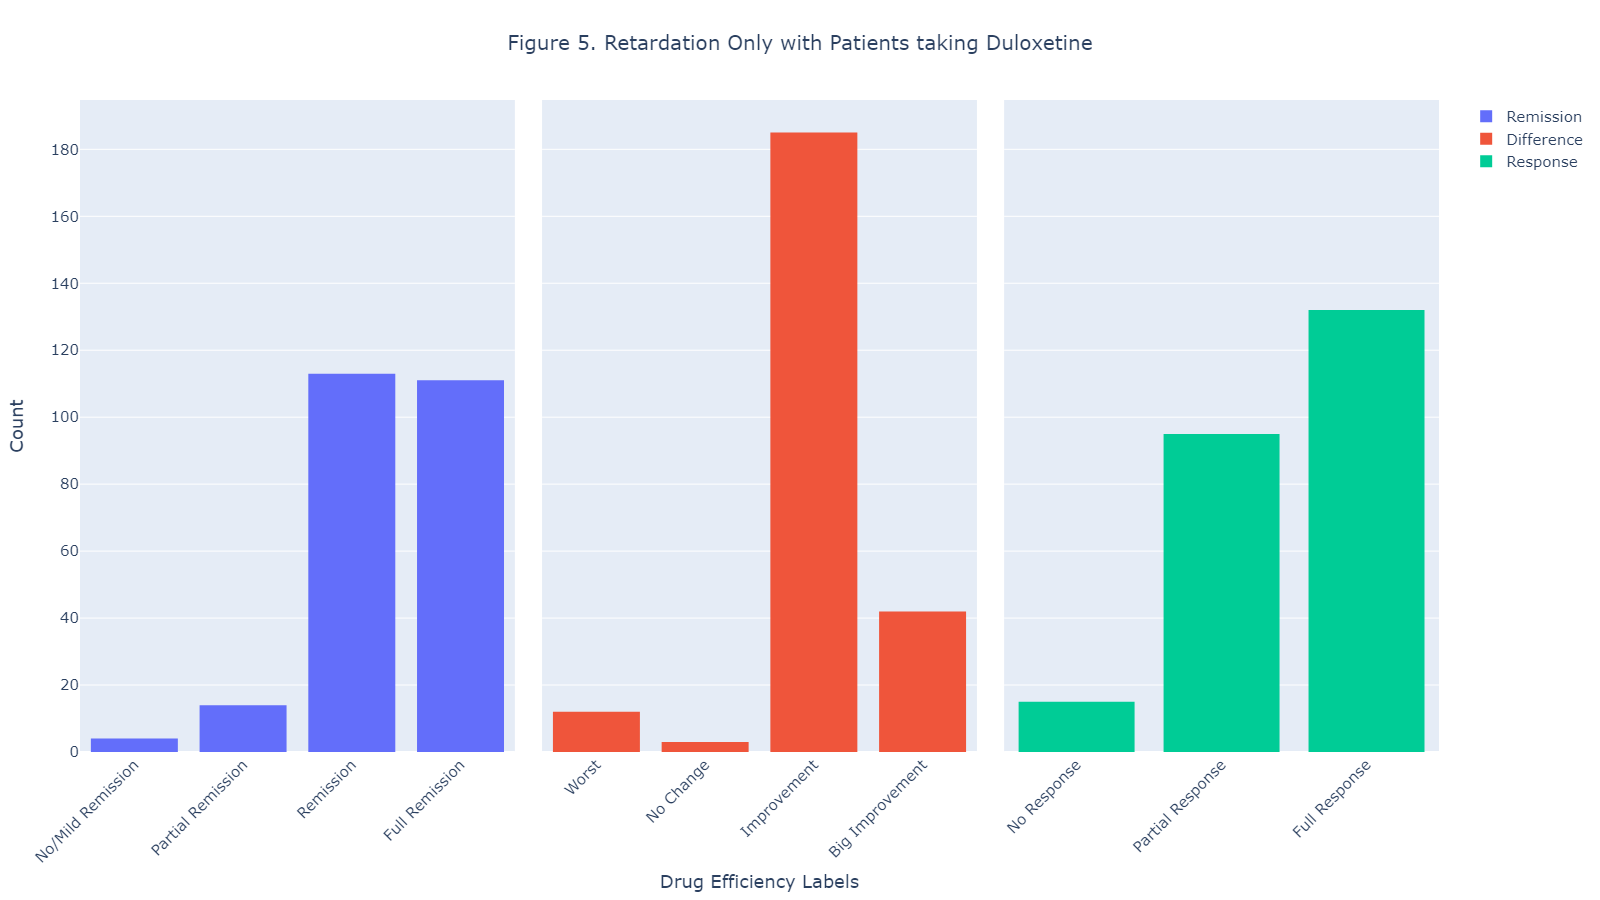 Figure 5. Retardation Only with Patients taking Duloxetine
Remission
Difference
Response
Count
180
160
140
120
100
80
60
40
20
0
No/Mild Remission
Partial Remission
Remission
Full Remission
Worst
No Change
Improvement
Big Improvement
No Response
Partial Response
Full Response
Drug Efficiency Labels